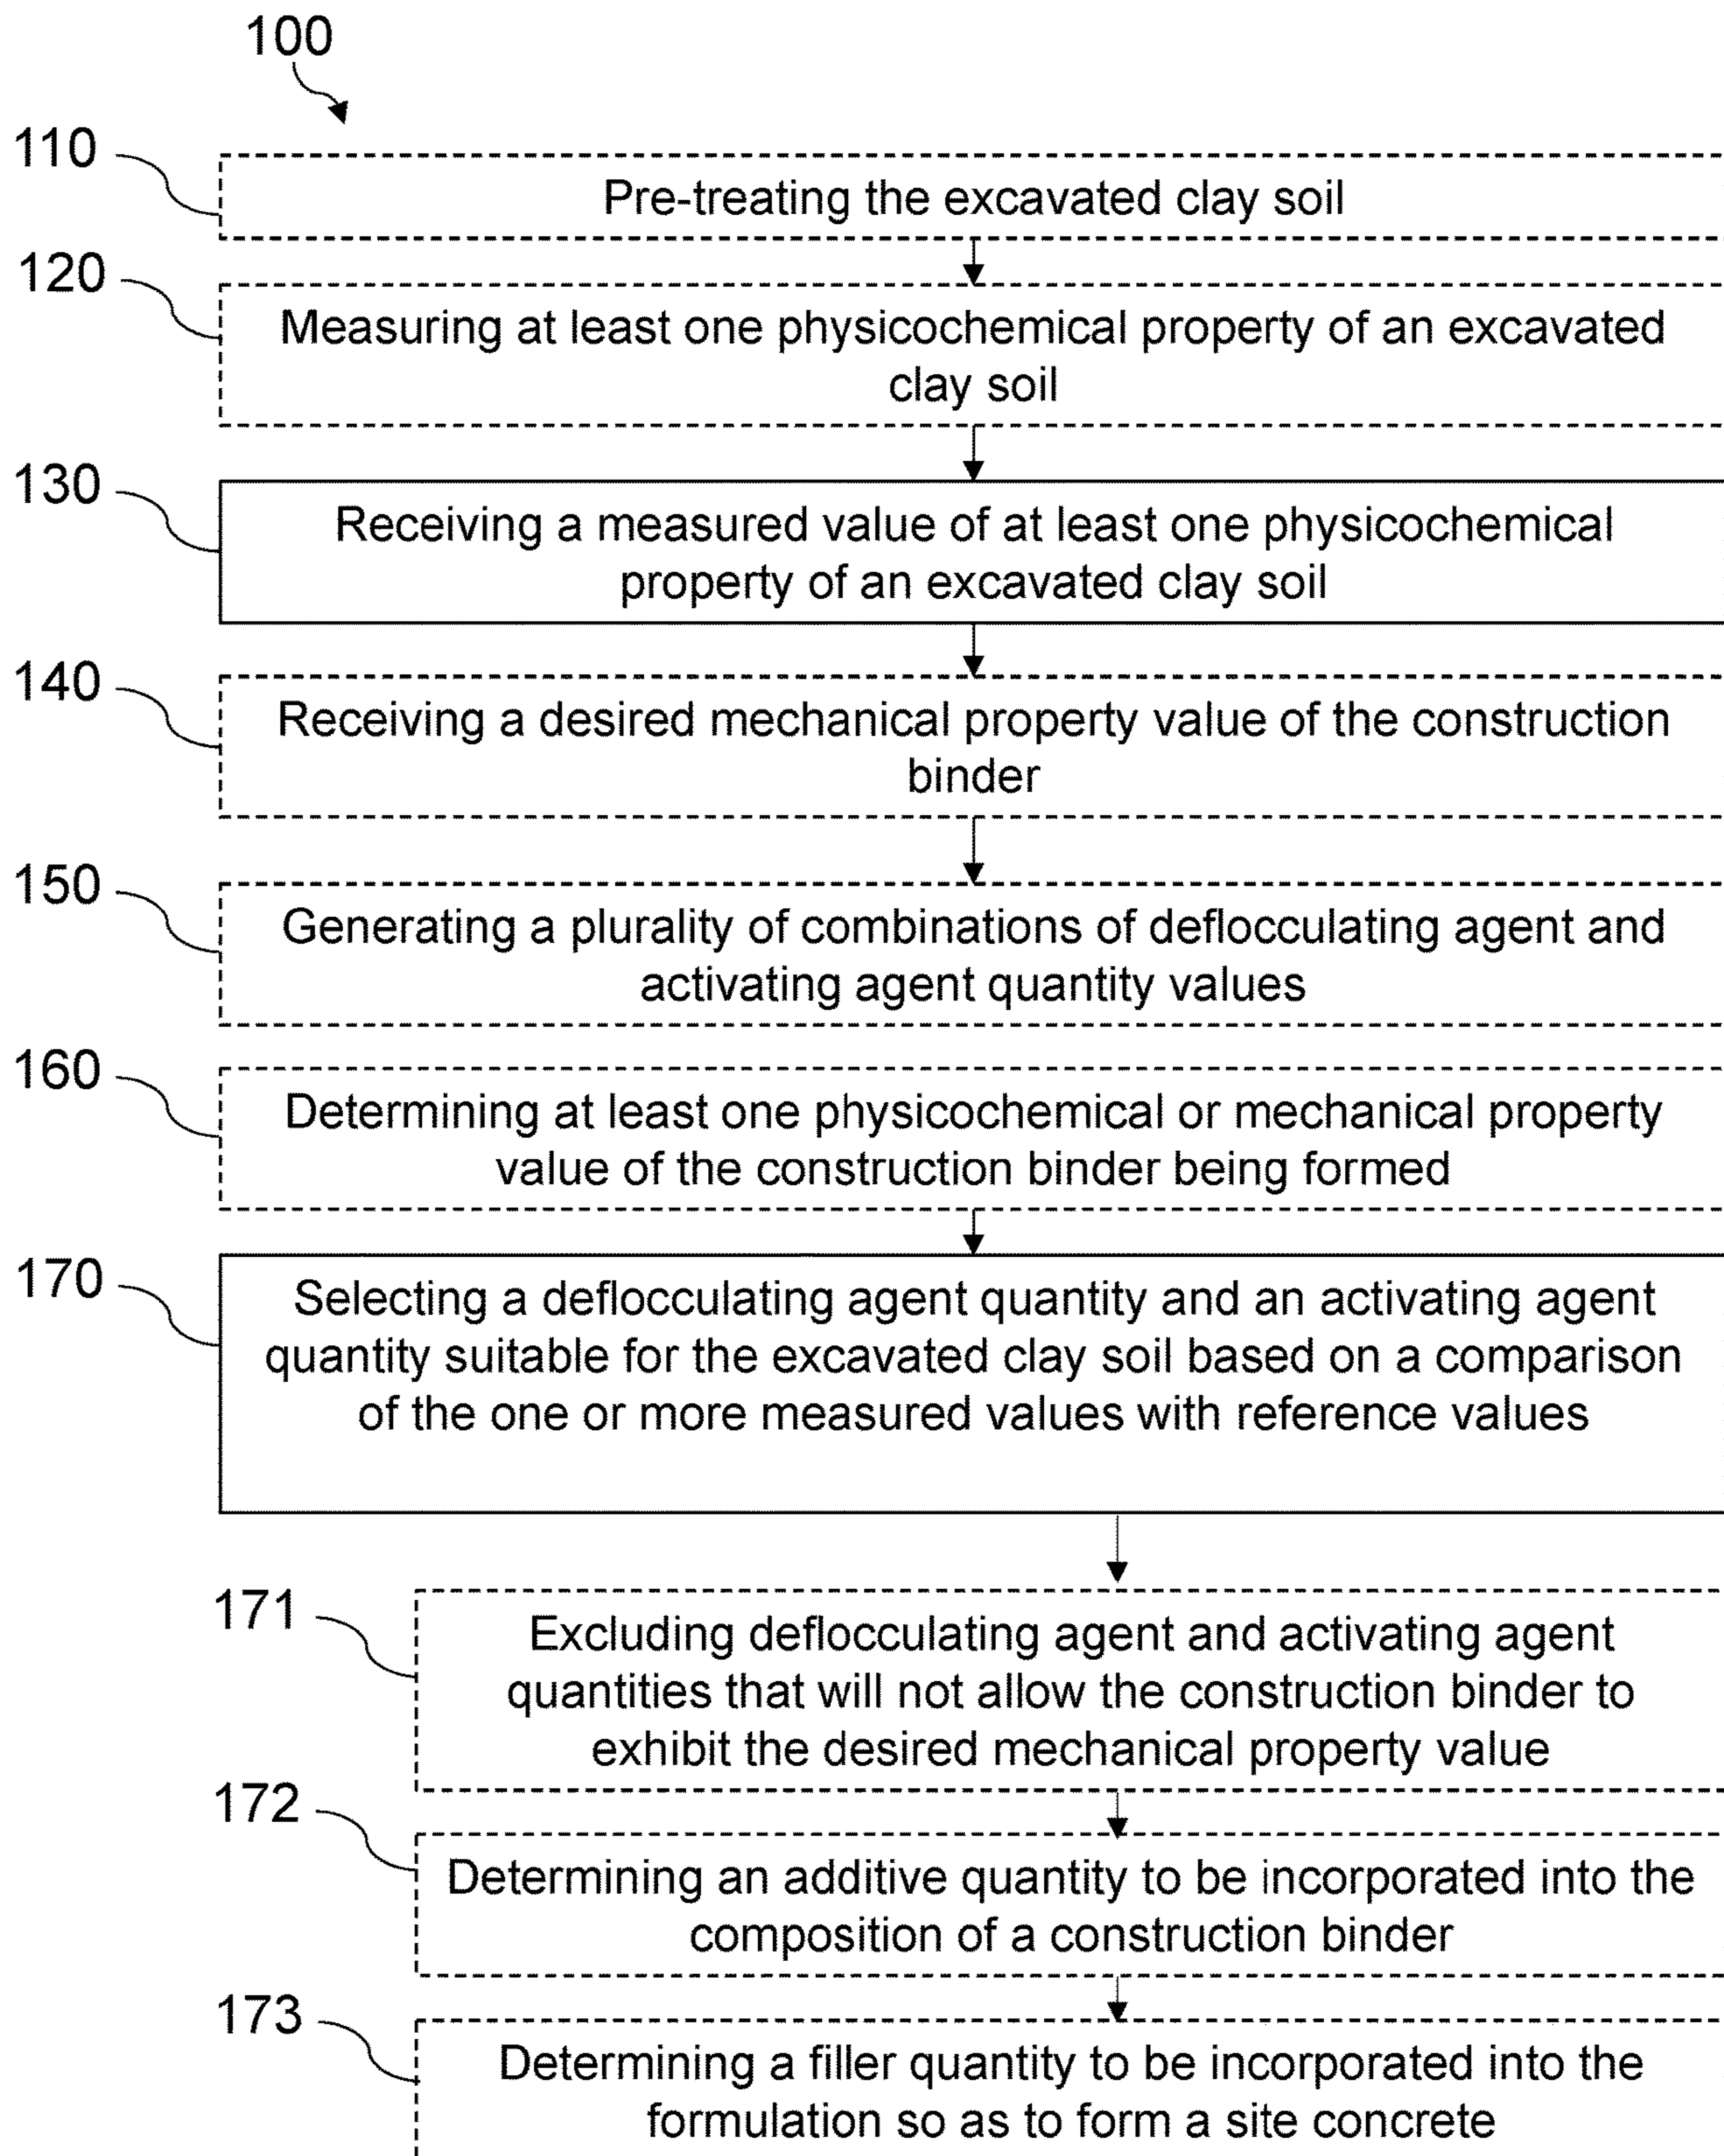 100
110
Pre-treating the excavated clay soil
120
Measuring at least one physicochemical property of an excavated
clay soil
130
Receiving a measured value of at least one physicochemical
property of an excavated clay soil
140
Receiving a desired mechanical property value of the construction
binder
150
Generating a plurality of combinations of deflocculating agent and
activating agent quantity values
160
Determining at least one physicochemical or mechanical property
value of the construction binder being formed
170
Selecting a deflocculating agent quantity and an activating agent
quantity suitable for the excavated clay soil based on a comparison
of the one or more measured values with reference values
171
Excluding deflocculating agent and activating agent
quantities that will not allow the construction binder to
exhibit the desired mechanical property value
172
Determining an additive quantity to be incorporated into the
composition of a construction binder
173
Determining a filler quantity to be incorporated into the
formulation so as to form a site concrete